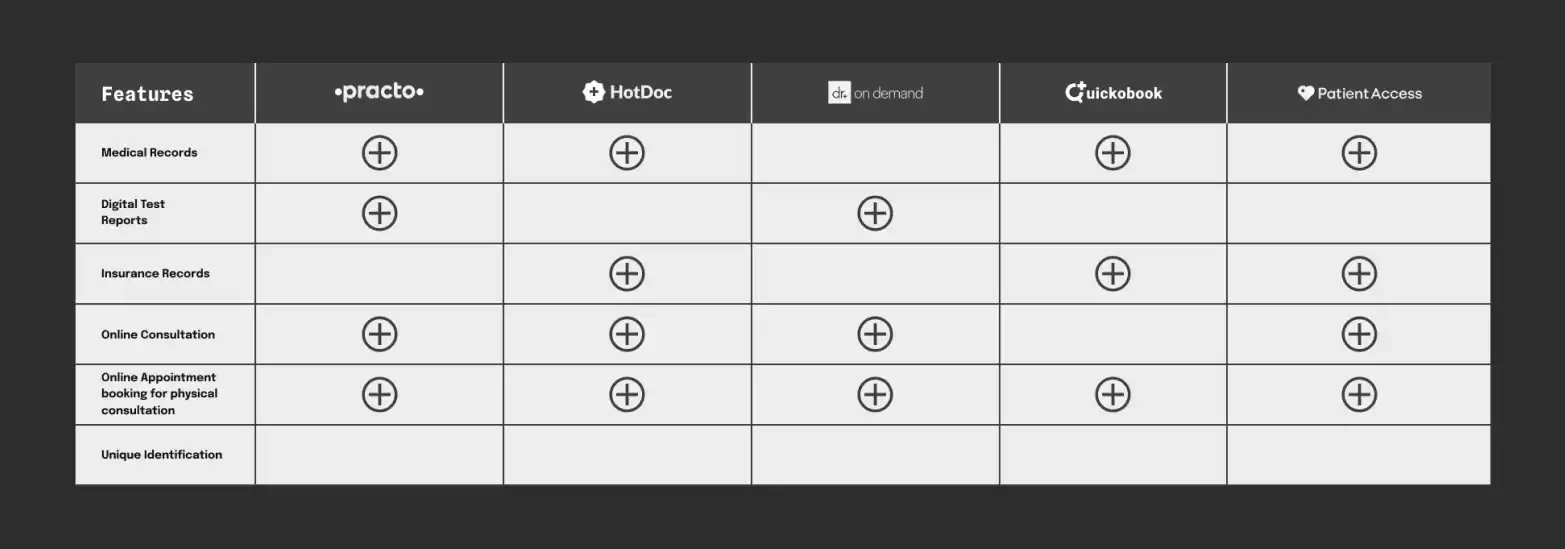 Features •practo• HotDoc dr. on demand Quickobook Patient Access
Medical Records
Digital Test
Reports
Insurance Records
Online Consultation
Online Appointment
booking for physical
consultation
Unique Identification